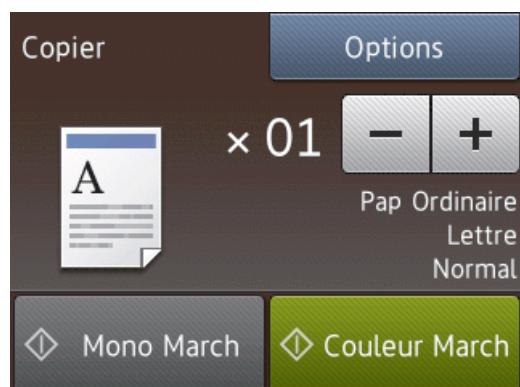 Copier
Options
× 01 − +
A
Pap Ordinaire
Lettre
Normal
Mono March
Couleur March